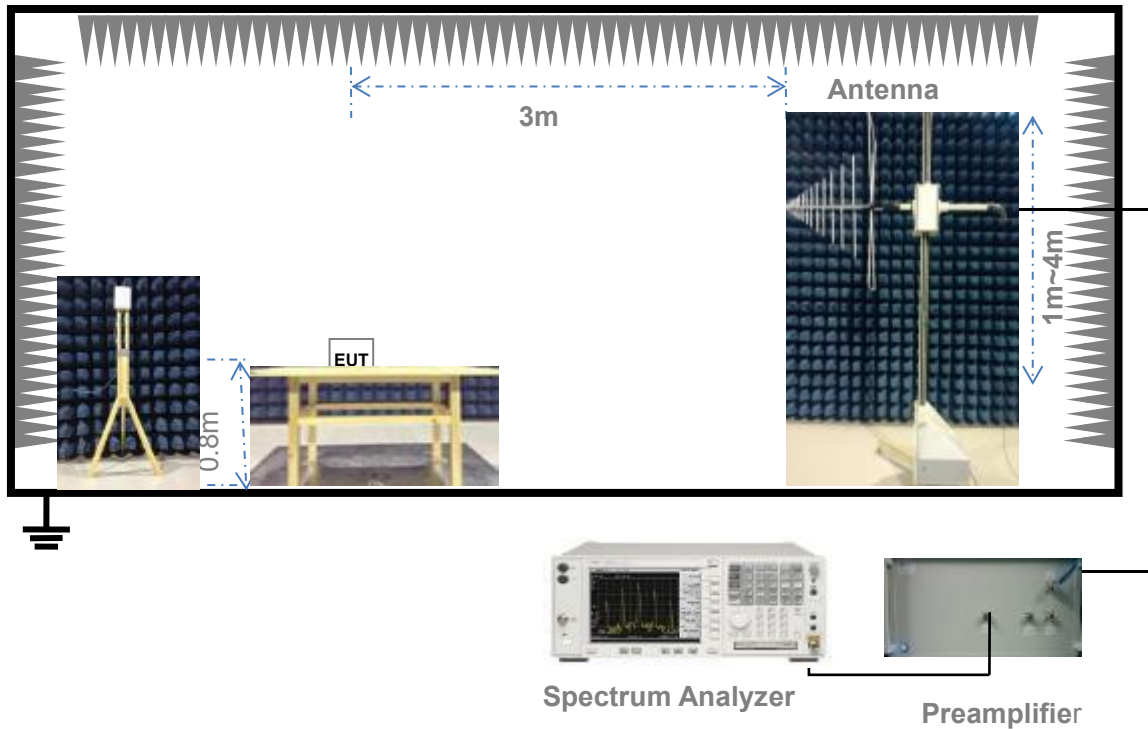 Antenna
3m
1m~4m
EUT
0.8m
Spectrum Analyzer
Preamplifier